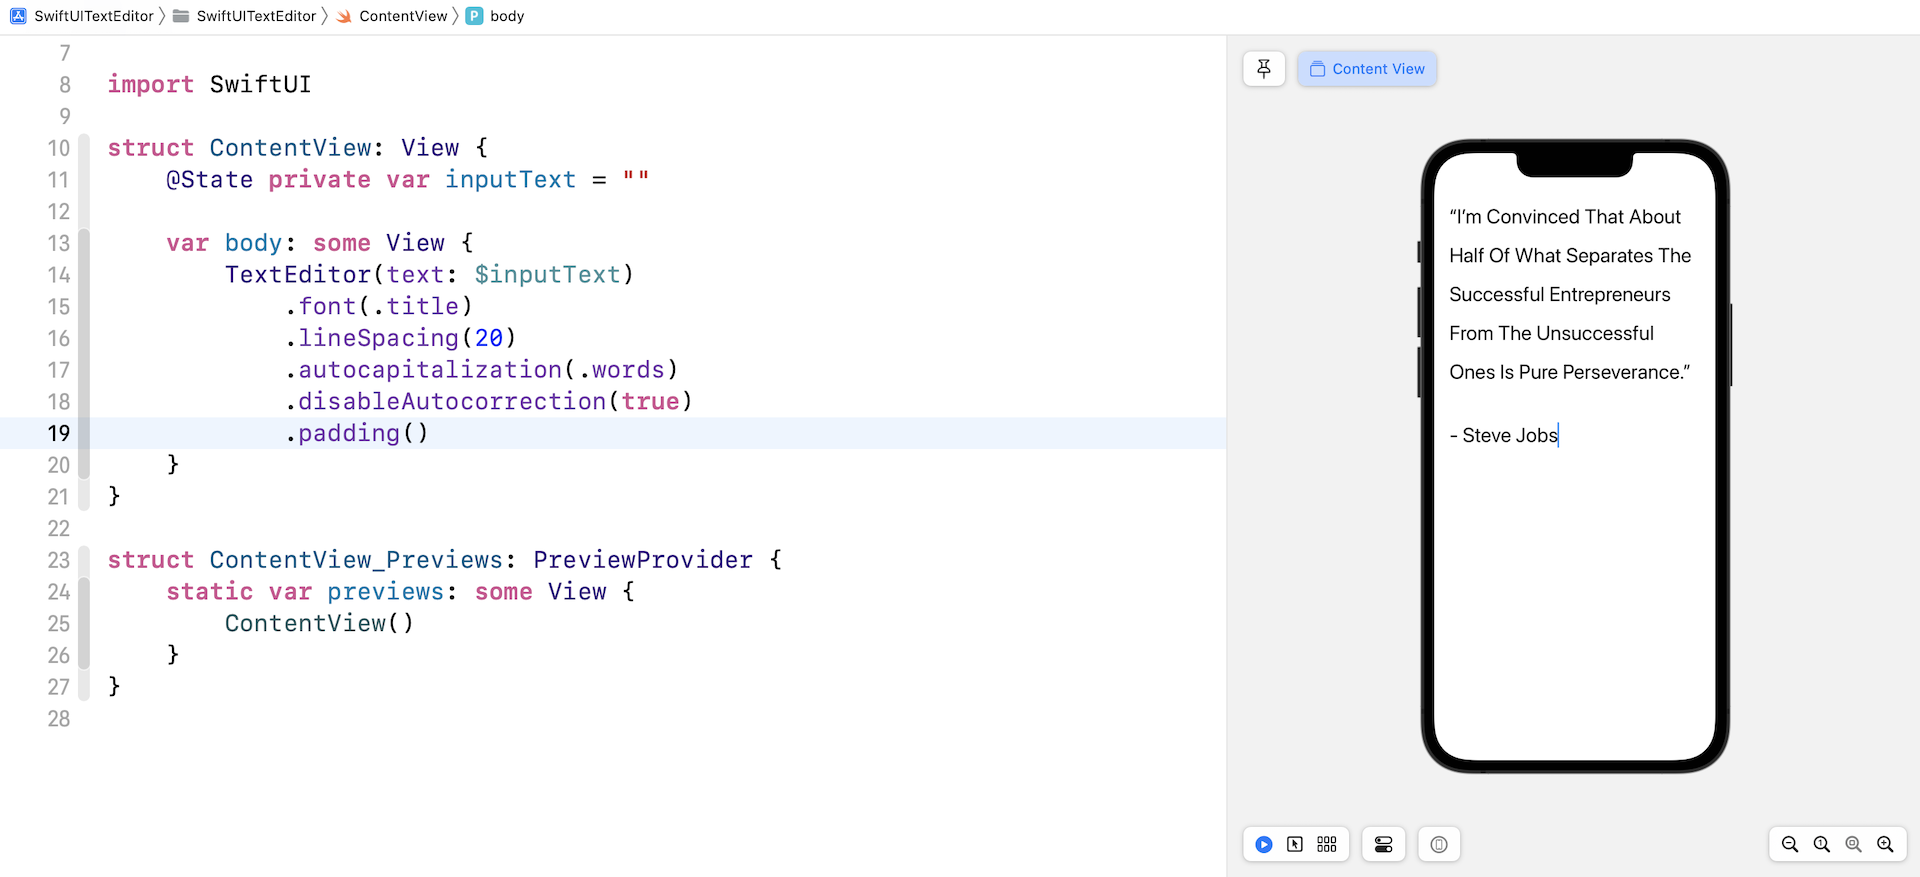 SwiftUITextEditor SwiftUITextEditor ContentView P body
7
8 import SwiftUI
9
10 struct ContentView: View {
11 @State private var inputText = ""
12
13 var body: some View {
14 TextEditor(text: $inputText)
15 .font(.title)
16 .lineSpacing(20)
17 .autocapitalization(.words)
18 .disableAutocorrection(true)
19 .padding()
20 }
21 }
22
23 struct ContentView_Previews: PreviewProvider {
24 static var previews: some View {
25 ContentView()
26 }
27 }
28
Content View
“I’m Convinced That About
Half Of What Separates The
Successful Entrepreneurs
From The Unsuccessful
Ones Is Pure Perseverance.”
- Steve Jobs